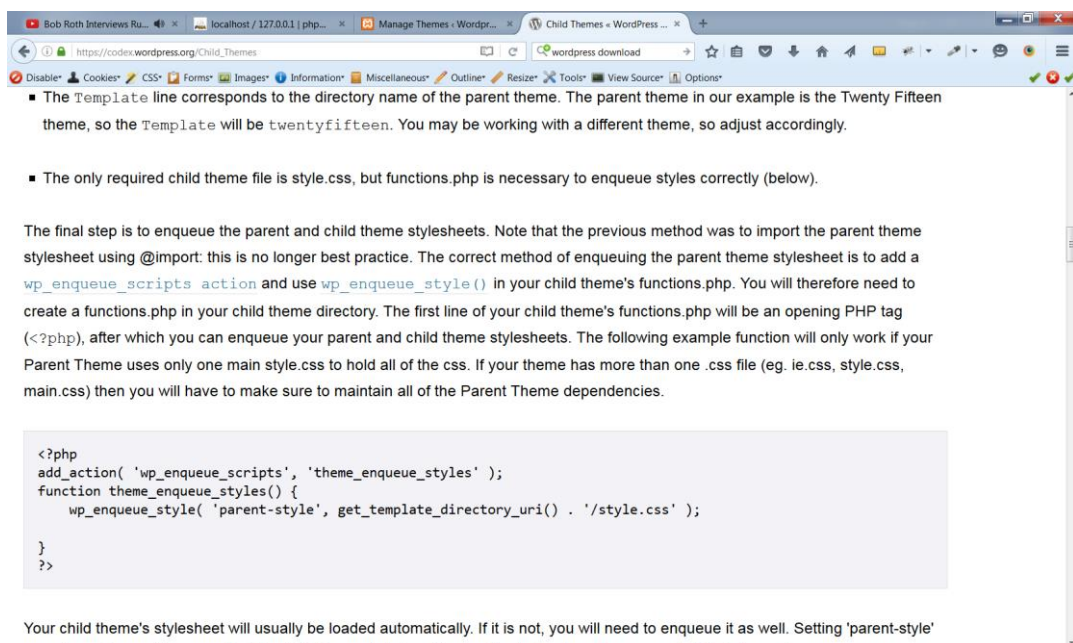 Bob Roth Interviews Ru...
localhost / 127.0.0.1 | php...
Manage Themes ‹ Wordpr...
Child Themes « WordPress ...
https://codex.wordpress.org/Child_Themes
wordpress download
Disable Cookies CSS Forms Images Information Miscellaneous Outline Resize Tools View Source Options
▪ The Template line corresponds to the directory name of the parent theme. The parent theme in our example is the Twenty Fifteen
theme, so the Template will be twentyfifteen. You may be working with a different theme, so adjust accordingly.
▪ The only required child theme file is style.css, but functions.php is necessary to enqueue styles correctly (below).
The final step is to enqueue the parent and child theme stylesheets. Note that the previous method was to import the parent theme
stylesheet using @import: this is no longer best practice. The correct method of enqueuing the parent theme stylesheet is to add a
wp_enqueue_scripts action and use wp_enqueue_style() in your child theme's functions.php. You will therefore need to
create a functions.php in your child theme directory. The first line of your child theme's functions.php will be an opening PHP tag
(<?php), after which you can enqueue your parent and child theme stylesheets. The following example function will only work if your
Parent Theme uses only one main style.css to hold all of the css. If your theme has more than one .css file (eg. ie.css, style.css,
main.css) then you will have to make sure to maintain all of the Parent Theme dependencies.
<?php
add_action( 'wp_enqueue_scripts', 'theme_enqueue_styles' );
function theme_enqueue_styles() {
    wp_enqueue_style( 'parent-style', get_template_directory_uri() . '/style.css' );
}
?>
Your child theme's stylesheet will usually be loaded automatically. If it is not, you will need to enqueue it as well. Setting 'parent-style'